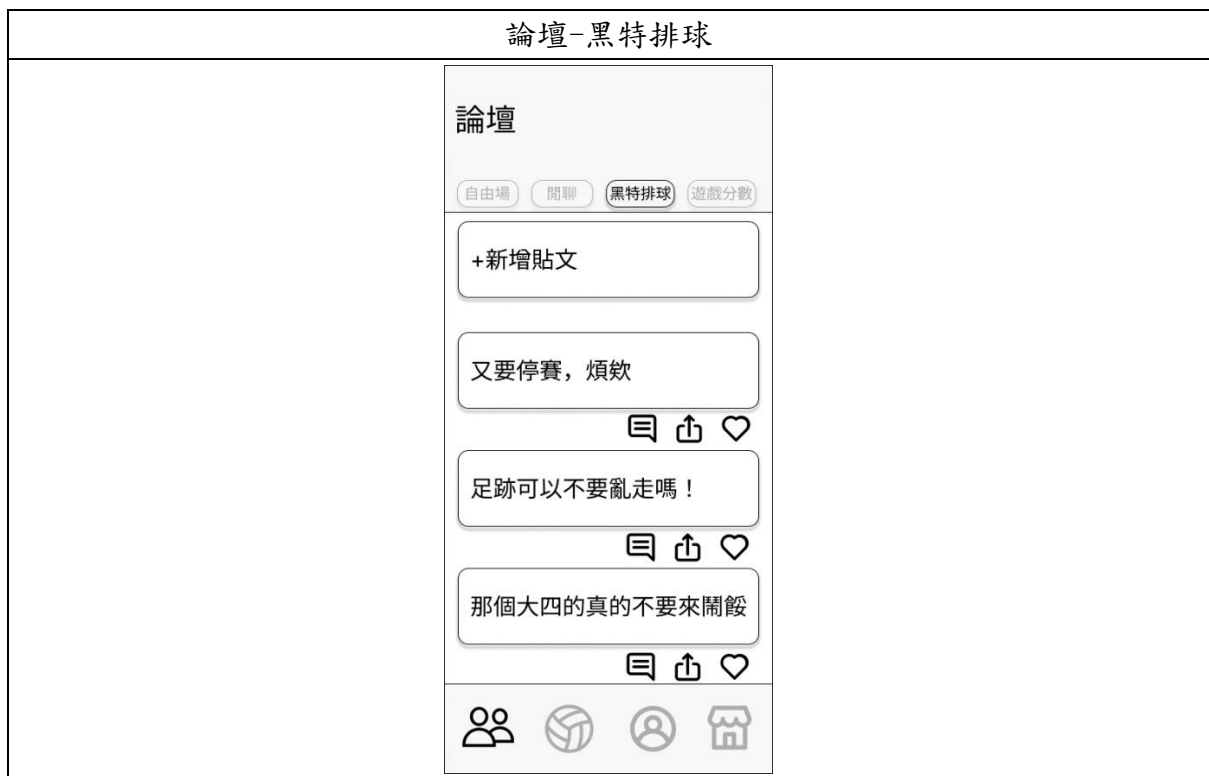 論壇-黑特排球
論壇
自由場 閒聊 黑特排球 遊戲分數
+新增貼文
又要停賽，煩欸
足跡可以不要亂走嗎！
那個大四的真的不要來鬧餒